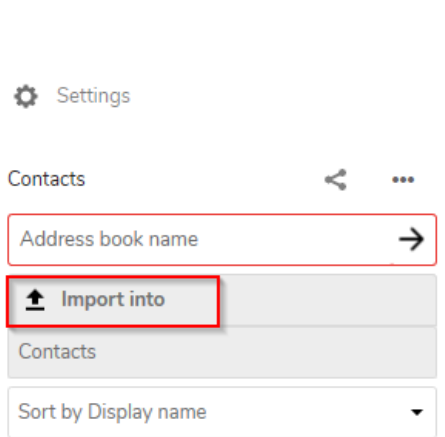 Settings
Contacts
Address book name
Import into
Contacts
Sort by Display name